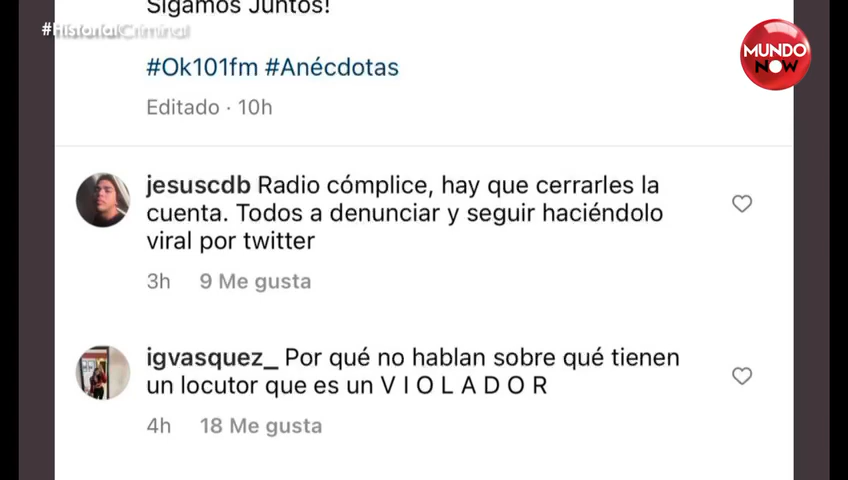 Sigamos Juntos!
#HistorialCriminal
MUNDO
NOW
#Ok101fm #Anécdotas
Editado · 10h
jesuscdb Radio cómplice, hay que cerrarles la
cuenta. Todos a denunciar y seguir haciéndolo
viral por twitter
3h 9 Me gusta
igvasquez_ Por qué no hablan sobre qué tienen
un locutor que es un V I O L A D O R
4h 18 Me gusta